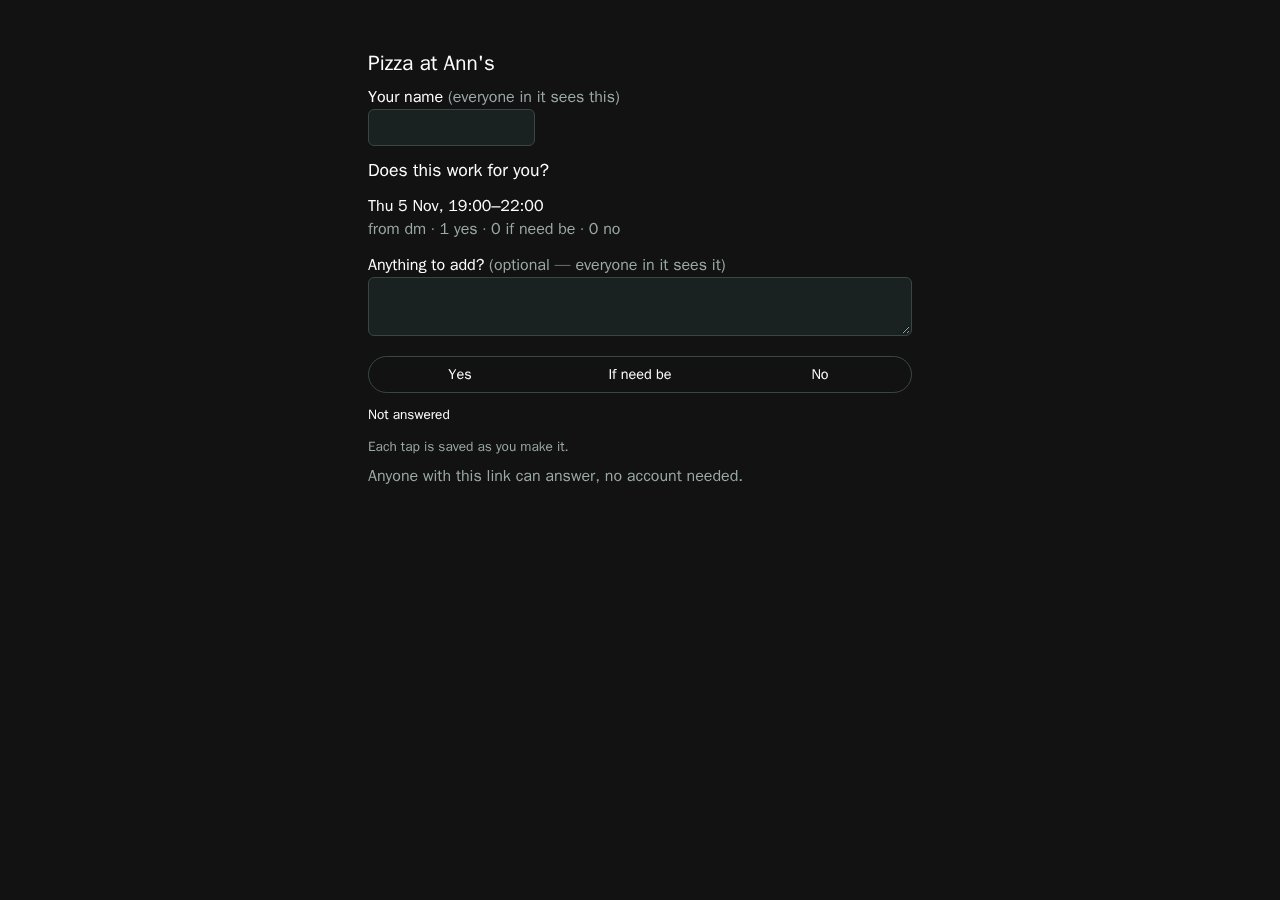 Pizza at Ann's
Your name (everyone in it sees this)
Does this work for you?
Thu 5 Nov, 19:00–22:00
from dm · 1 yes · 0 if need be · 0 no
Anything to add? (optional — everyone in it sees it)
Yes If need be No
Not answered
Each tap is saved as you make it.
Anyone with this link can answer, no account needed.